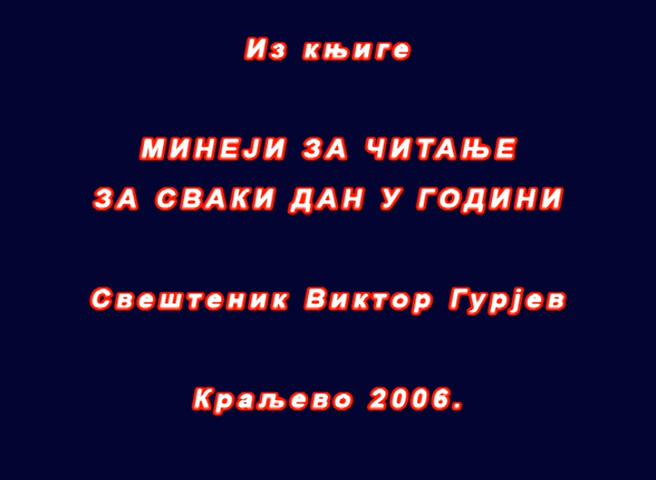 Из књиге
МИНЕЈИ ЗА ЧИТАЊЕ
ЗА СВАКИ ДАН У ГОДИНИ
Свештеник Виктор Гурјев
Краљево 2006.